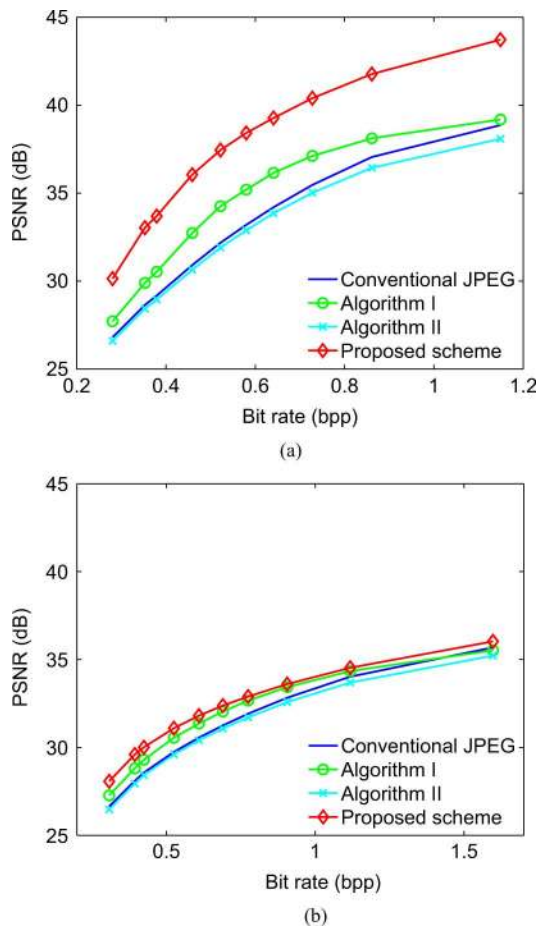 45
40
35
30
25
PSNR (dB)
Conventional JPEG
Algorithm I
Algorithm II
Proposed scheme
0.2 0.4 0.6 0.8 1 1.2
Bit rate (bpp)
(a)
45
40
35
30
25
PSNR (dB)
Conventional JPEG
Algorithm I
Algorithm II
Proposed scheme
0.5 1 1.5
Bit rate (bpp)
(b)